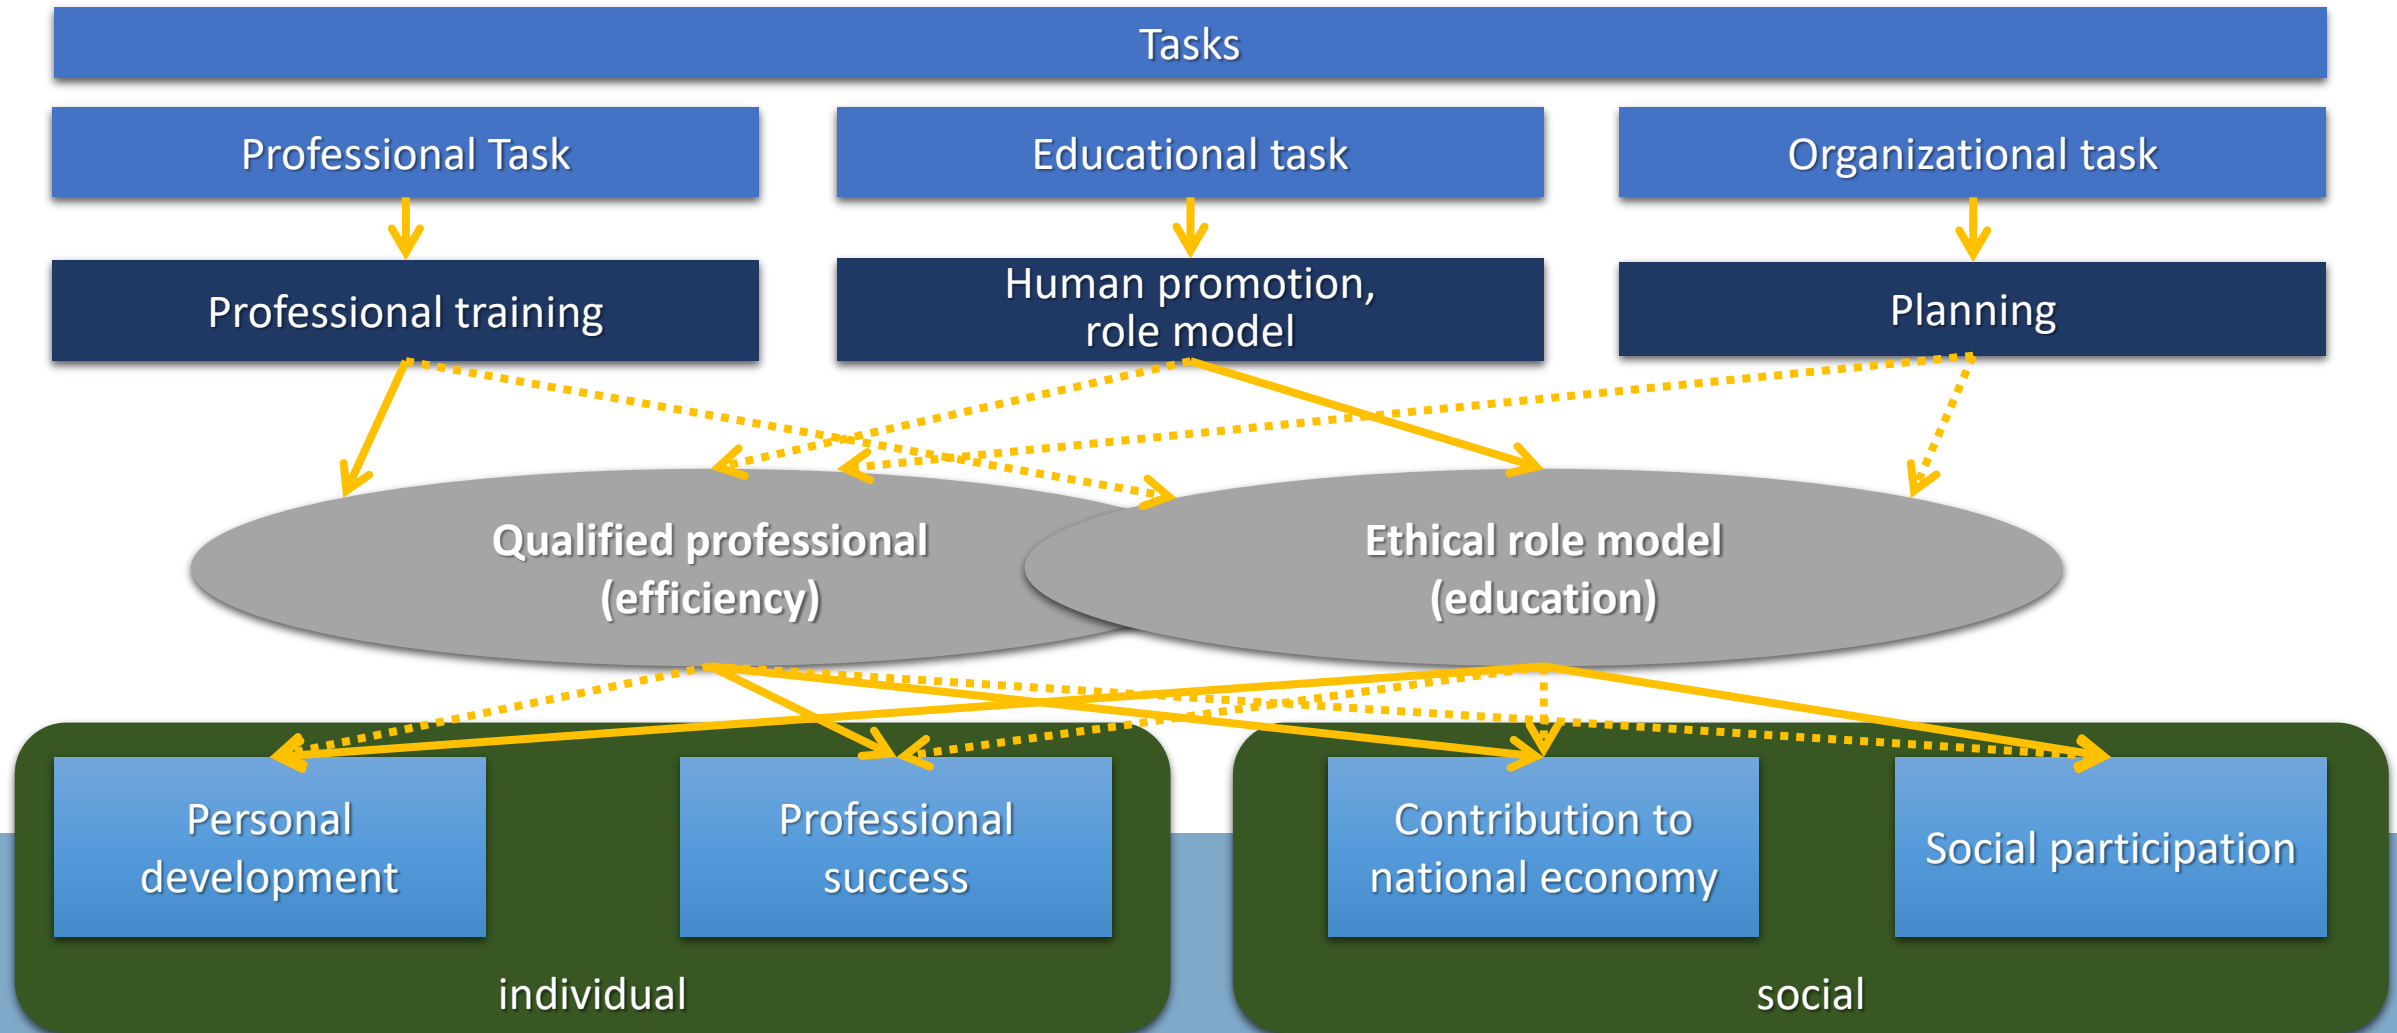 Tasks
Professional Task
Educational task
Organizational task
Professional training
Human promotion,
role model
Planning
Qualified professional
(efficiency)
Ethical role model
(education)
Personal
development
Professional
success
Contribution to
national economy
Social participation
individual
social